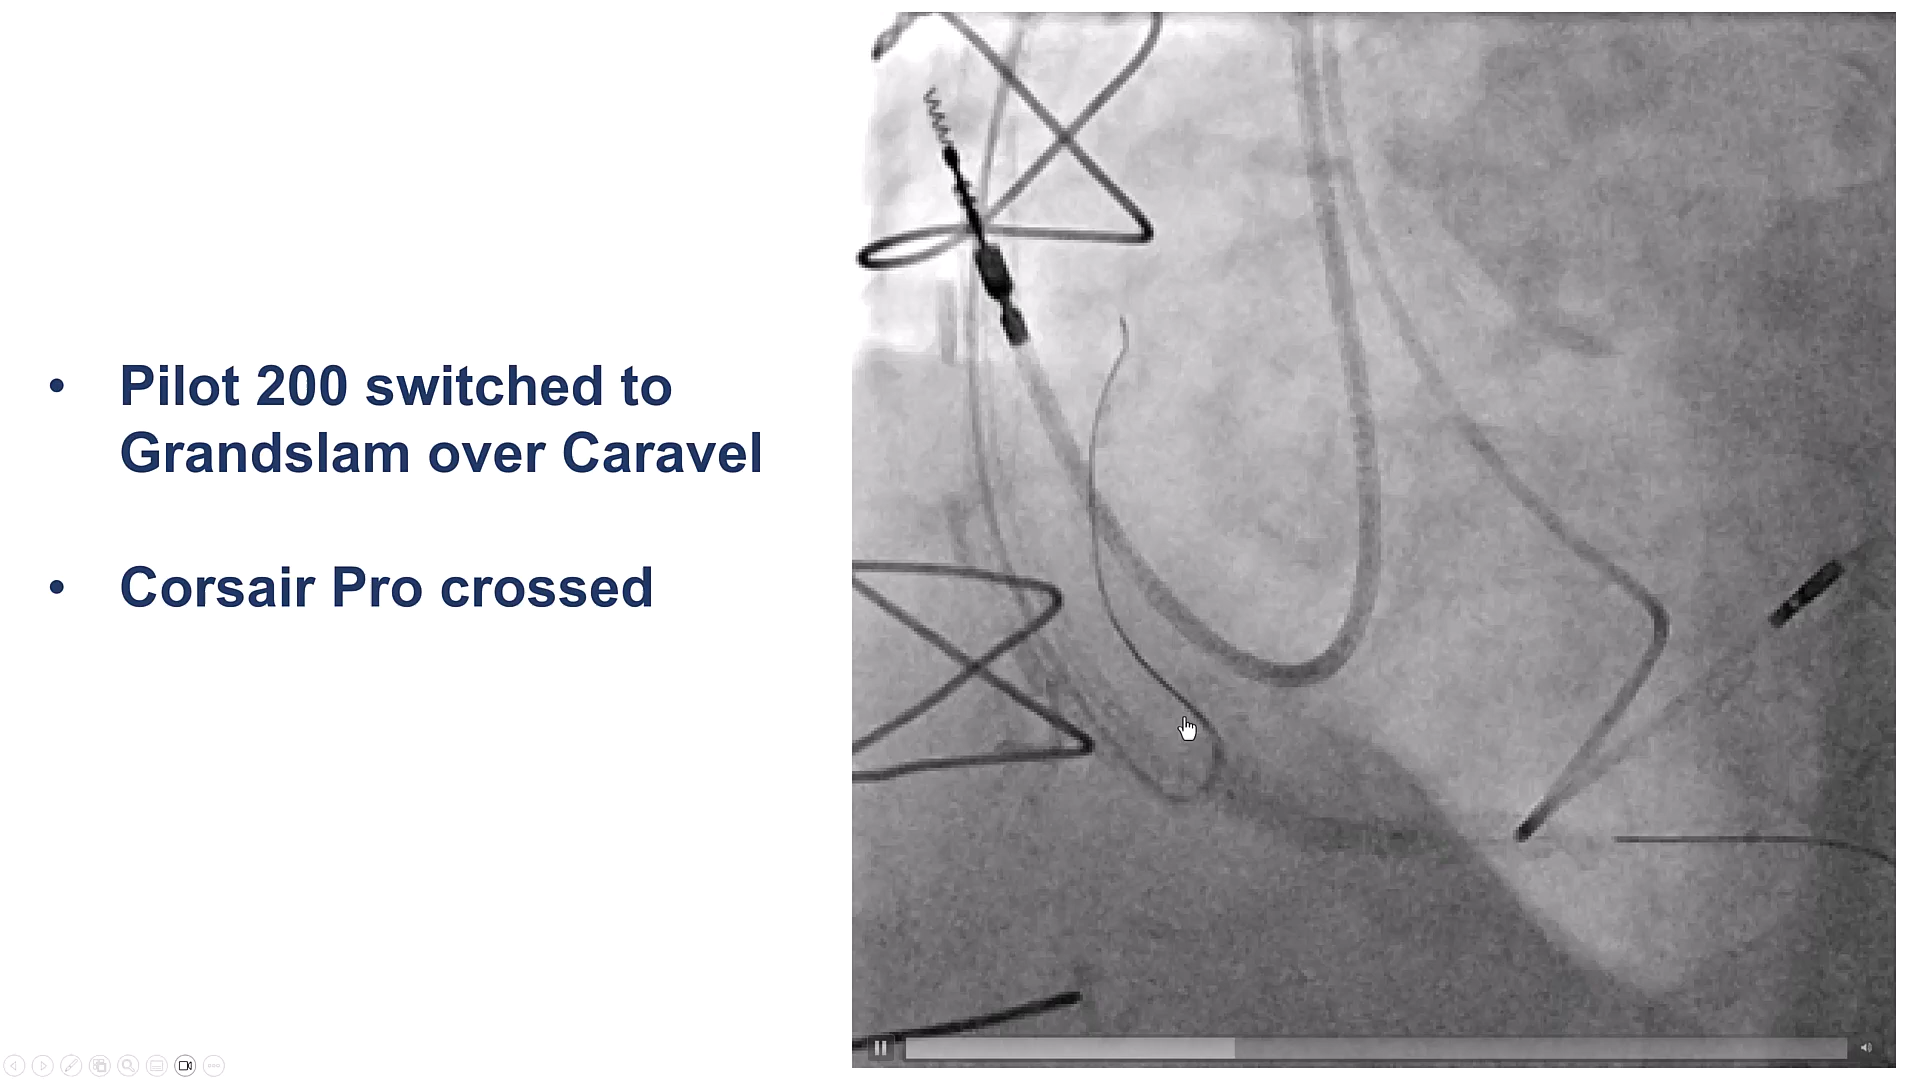 • Pilot 200 switched to
Grandslam over Caravel
• Corsair Pro crossed